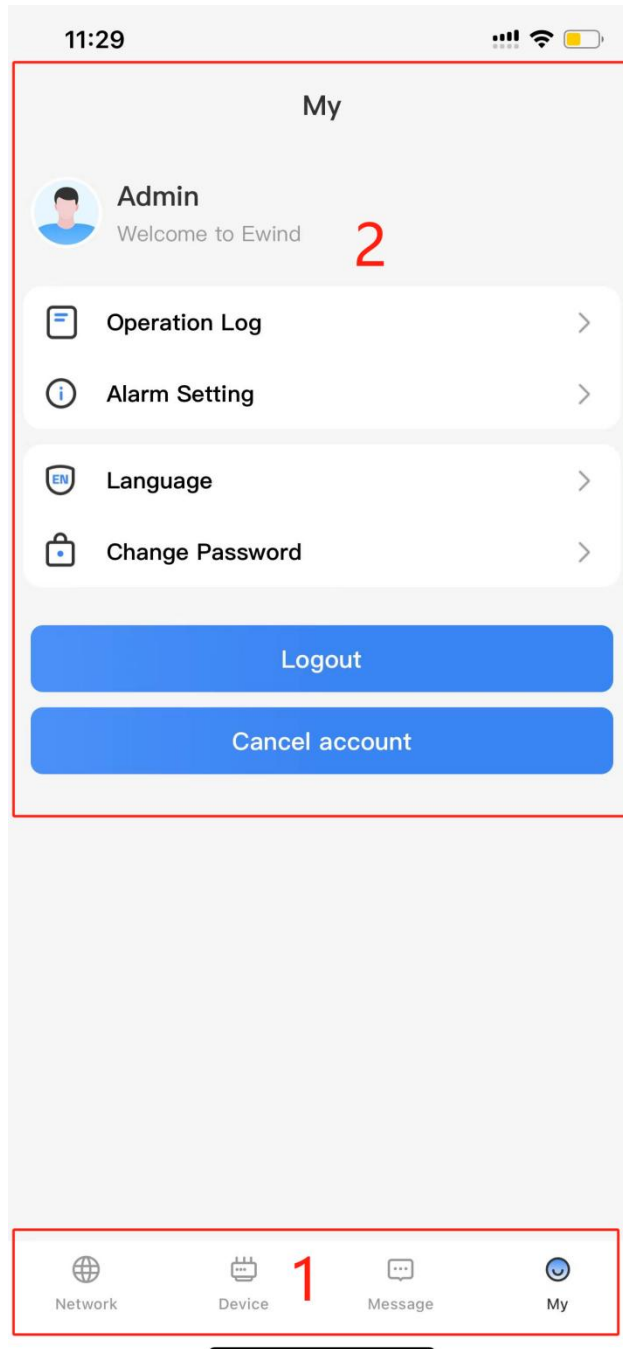 11:29
My
Admin
Welcome to Ewind
2
Operation Log
Alarm Setting
EN Language
Change Password
Logout
Cancel account
1
Network Device Message My